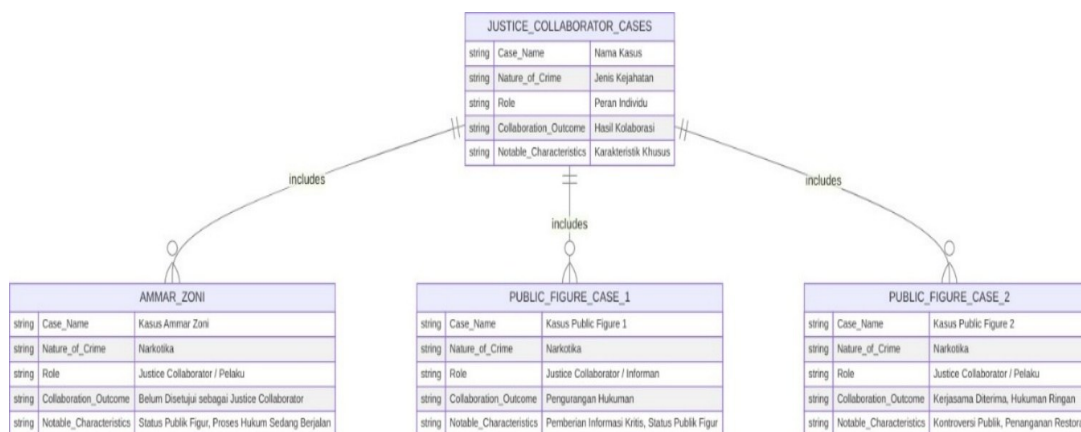 JUSTICE_COLLABORATOR_CASES
string Case_Name Nama Kasus
string Nature_of_Crime Jenis Kejahatan
string Role Peran Individu
string Collaboration_Outcome Hasil Kolaborasi
string Notable_Characteristics Karakteristik Khusus
includes
includes
includes
AMMAR_ZONI
string Case_Name Kasus Ammar Zoni
string Nature_of_Crime Narkotika
string Role Justice Collaborator / Pelaku
string Collaboration_Outcome Belum Disetujui sebagai Justice Collaborator
string Notable_Characteristics Status Publik Figur, Proses Hukum Sedang Berjalan
PUBLIC_FIGURE_CASE_1
string Case_Name Kasus Public Figure 1
string Nature_of_Crime Narkotika
string Role Justice Collaborator / Informan
string Collaboration_Outcome Pengurangan Hukuman
string Notable_Characteristics Pemberian Informasi Kritis, Status Publik Figur
PUBLIC_FIGURE_CASE_2
string Case_Name Kasus Public Figure 2
string Nature_of_Crime Narkotika
string Role Justice Collaborator / Pelaku
string Collaboration_Outcome Kerjasama Diterima, Hukuman Ringan
string Notable_Characteristics Kontroversi Publik, Penanganan